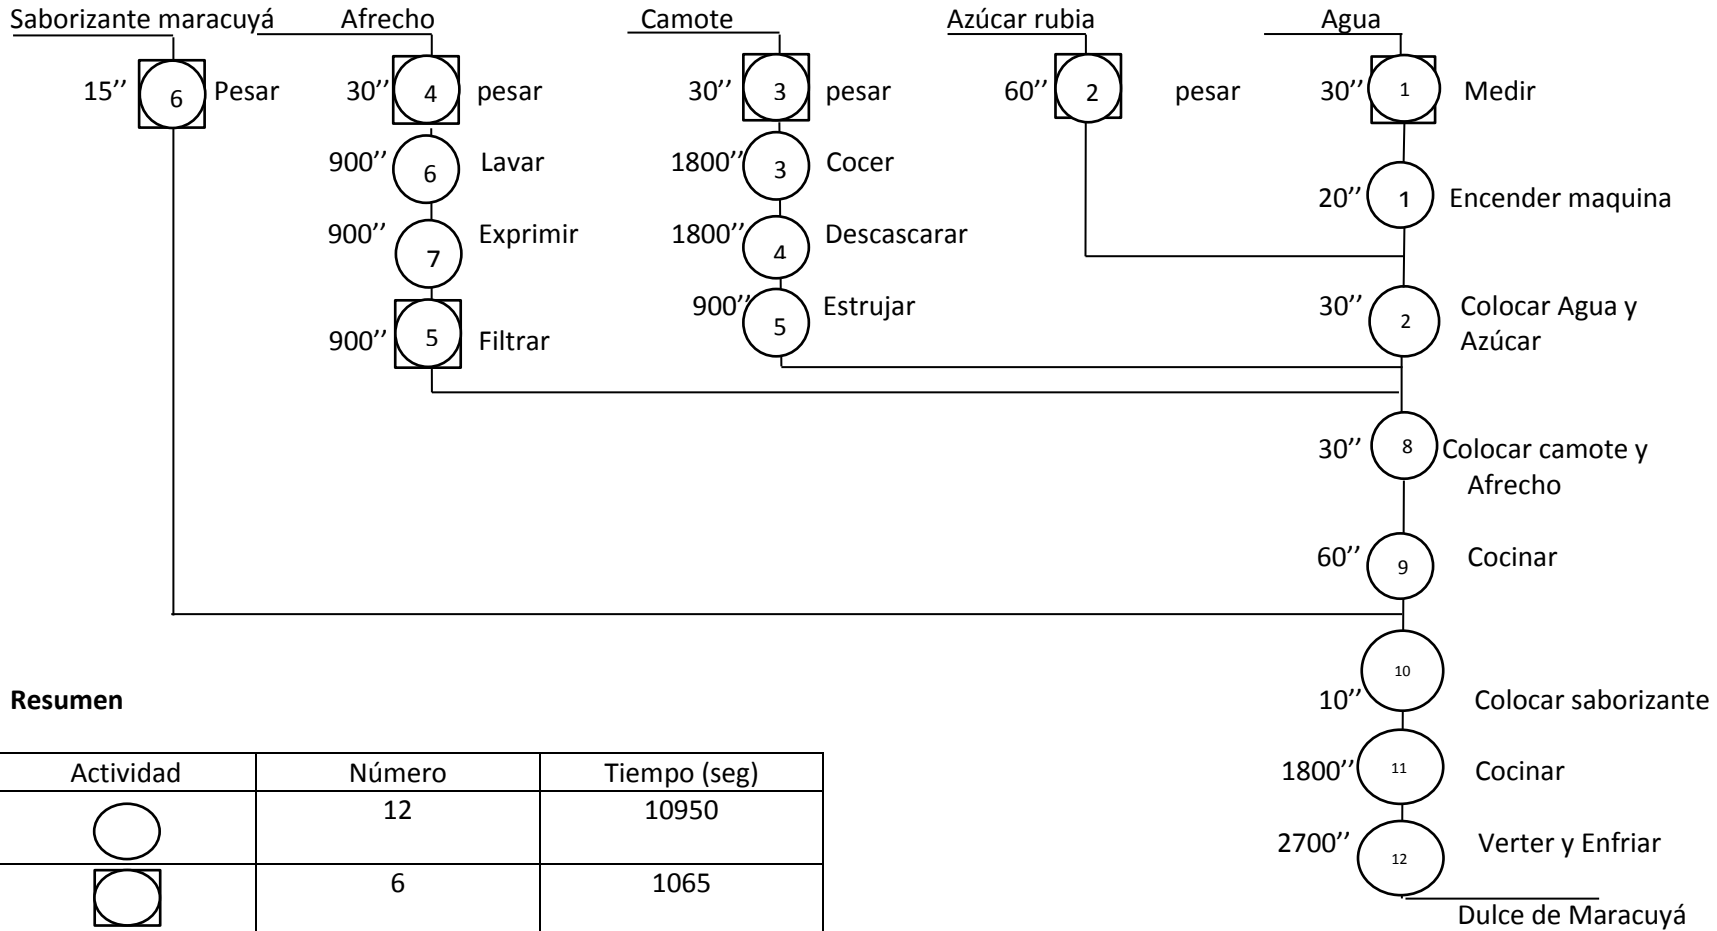 Saborizante maracuyá Afrecho Camote Azúcar rubia Agua
15’’ 6 Pesar 30’’ 4 pesar 30’’ 3 pesar 60’’ 2 pesar 30’’ 1 Medir
900’’ 6 Lavar 1800’’ 3 Cocer
20’’ 1 Encender maquina
900’’ 7 Exprimir 1800’’ 4 Descascarar
900’’ 5 Estrujar 30’’ 2 Colocar Agua y
Azúcar
900’’ 5 Filtrar
30’’ 8 Colocar camote y
Afrecho
60’’ 9 Cocinar
10
10’’ Colocar saborizante
1800’’ 11 Cocinar
2700’’ 12 Verter y Enfriar
Dulce de Maracuyá
Resumen
Actividad Número Tiempo (seg)
12 10950
6 1065